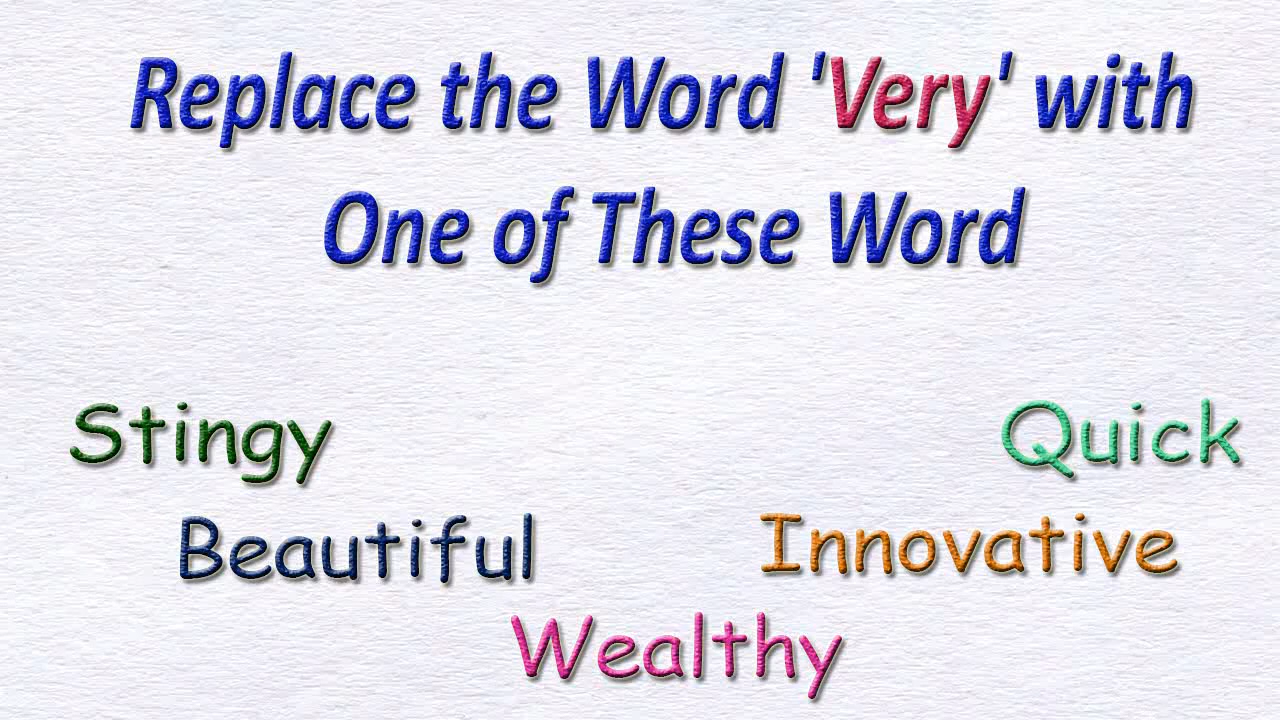 Replace the Word 'Very' with
One of These Word
Stingy
Quick
Beautiful
Innovative
Wealthy